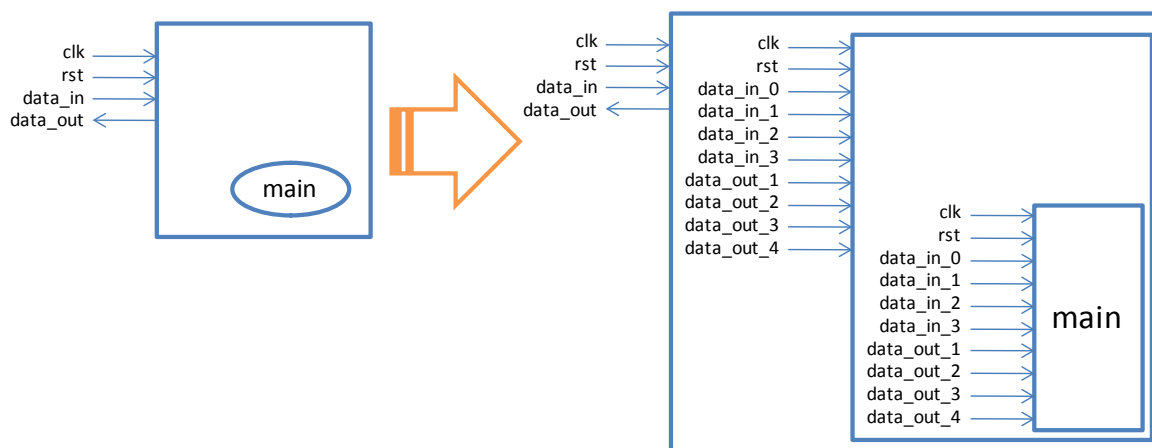 clk
rst
data_in
data_out
main
clk
rst
data_in
data_out
clk
rst
data_in_0
data_in_1
data_in_2
data_in_3
data_out_1
data_out_2
data_out_3
data_out_4
clk
rst
data_in_0
data_in_1
data_in_2
data_in_3
data_out_1
data_out_2
data_out_3
data_out_4
main